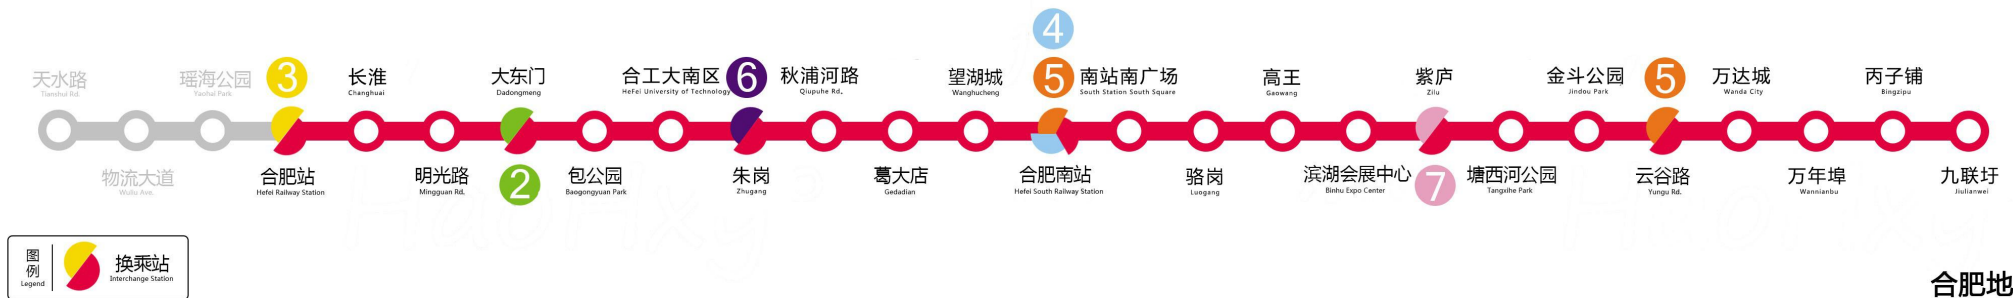 4
天水路
Tianshui Rd.
瑶海公园
Yaohai Park
3
长淮
Changhuai
大东门
Dadongmeng
合工大南区
HeFei University of Technology
6
秋浦河路
Qiupuhe Rd.
望湖城
Wanghucheng
5
南站南广场
South Station South Square
高王
Gaowang
紫庐
Zilu
金斗公园
Jindou Park
5
万达城
Wanda City
丙子铺
Bingzipu
物流大道
Wuliu Ave.
合肥站
Hefei Railway Station
明光路
Mingguan Rd.
2
包公园
Baogongyuan Park
朱岗
Zhugang
葛大店
Gedadian
合肥南站
Hefei South Railway Station
骆岗
Luogang
滨湖会展中心
Binhu Expo Center
7
塘西河公园
Tangxihe Park
云谷路
Yungu Rd.
万年埠
Wannianbu
九联圩
Jiulianwei
图例
Legend
换乘站
Interchange Station
合肥地